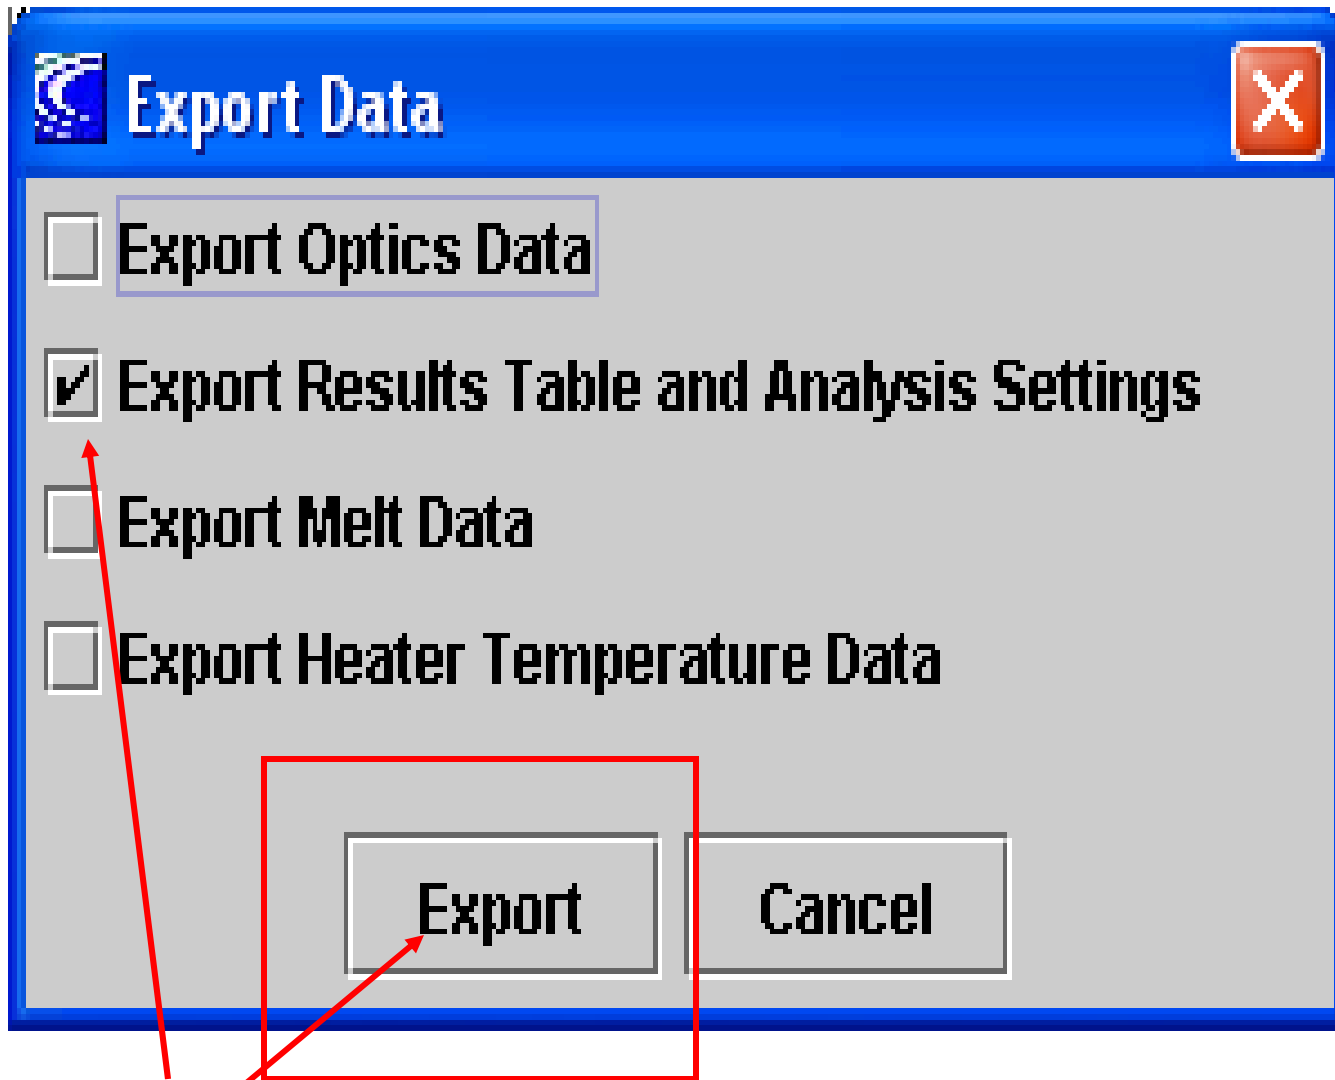 Export Data
Export Optics Data
Export Results Table and Analysis Settings
Export Melt Data
Export Heater Temperature Data
Export
Cancel